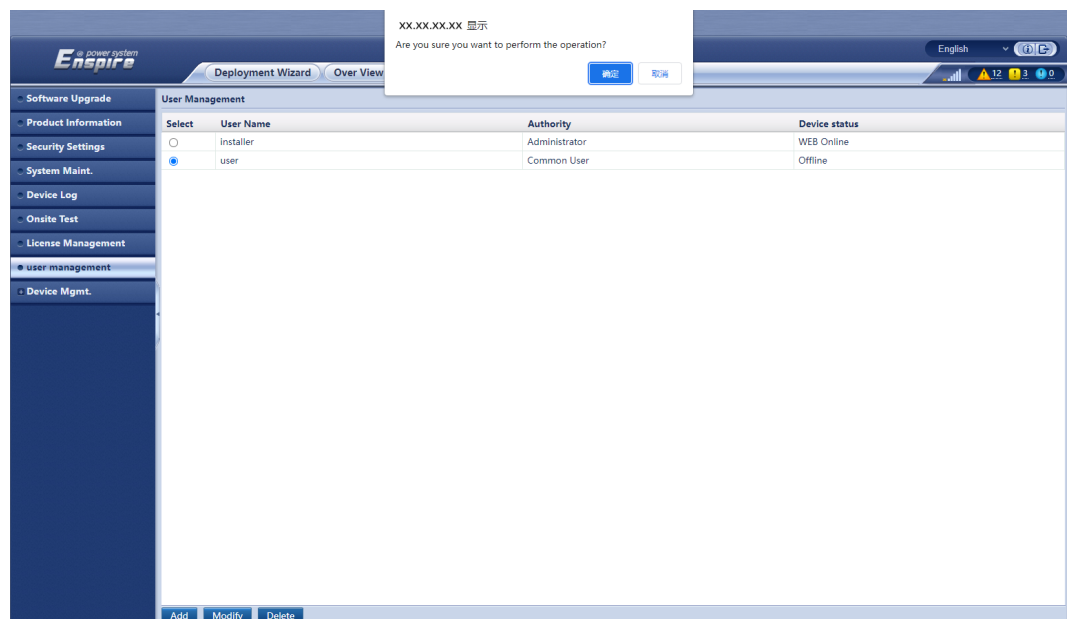 XX.XX.XX.XX 显示
Are you sure you want to perform the operation?
确定 取消
Enspire e power system
English
Deployment Wizard Over View
12 3 0
Software Upgrade
Product Information
Security Settings
System Maint.
Device Log
Onsite Test
License Management
user management
Device Mgmt.
User Management
Select User Name Authority Device status
installer Administrator WEB Online
user Common User Offline
Add Modify Delete